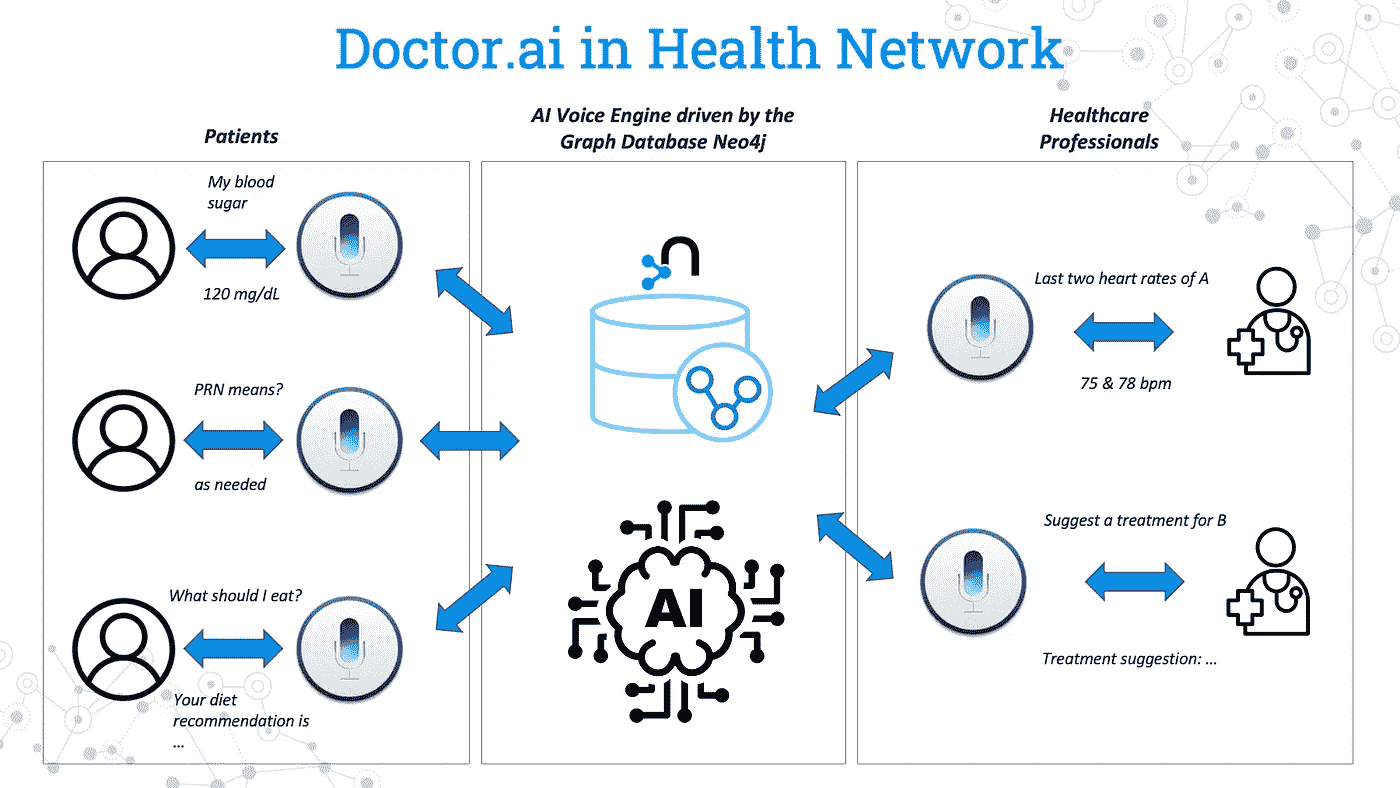 Doctor.ai in Health Network
Patients
AI Voice Engine driven by the
Graph Database Neo4j
Healthcare
Professionals
My blood
sugar
120 mg/dL
PRN means?
as needed
What should I eat?
Your diet
recommendation is
...
AI
Last two heart rates of A
75 & 78 bpm
Suggest a treatment for B
Treatment suggestion: ...